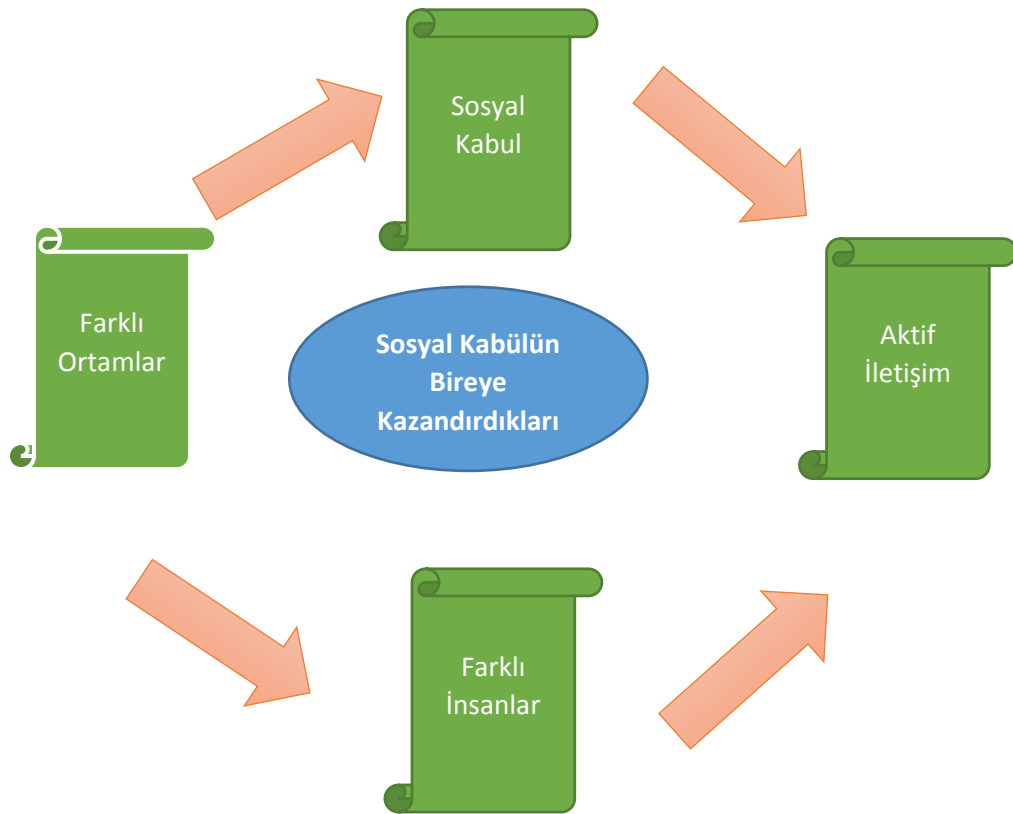 Sosyal
Kabul
Farklı
Ortamlar
Sosyal Kabülün
Bireye
Kazandırdıkları
Aktif
İletişim
Farklı
İnsanlar